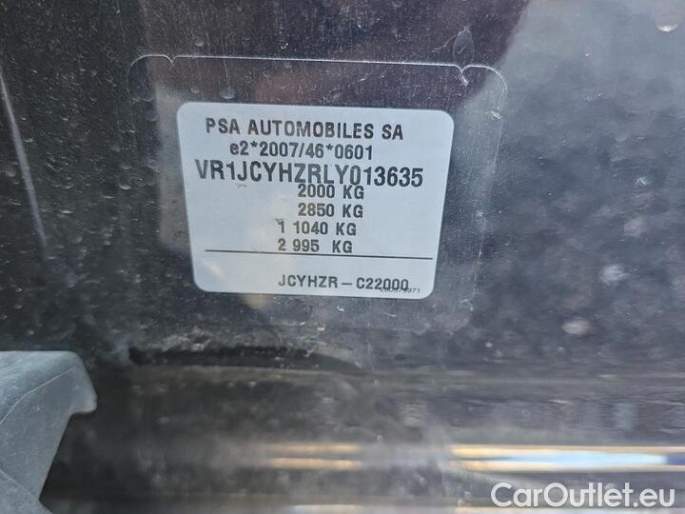 PSA AUTOMOBILES SA
e2*2007/46*0601
VR1JCYHZRLY013635
2000 KG
2850 KG
1 1040 KG
2 995 KG
JCYHZR - C22000
CarOutlet.eu